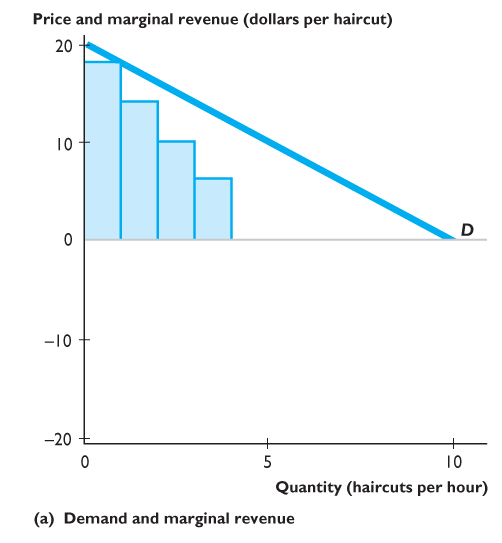 Price and marginal revenue (dollars per haircut)
20
10
0
–10
–20
D
0 5 10
Quantity (haircuts per hour)
(a) Demand and marginal revenue